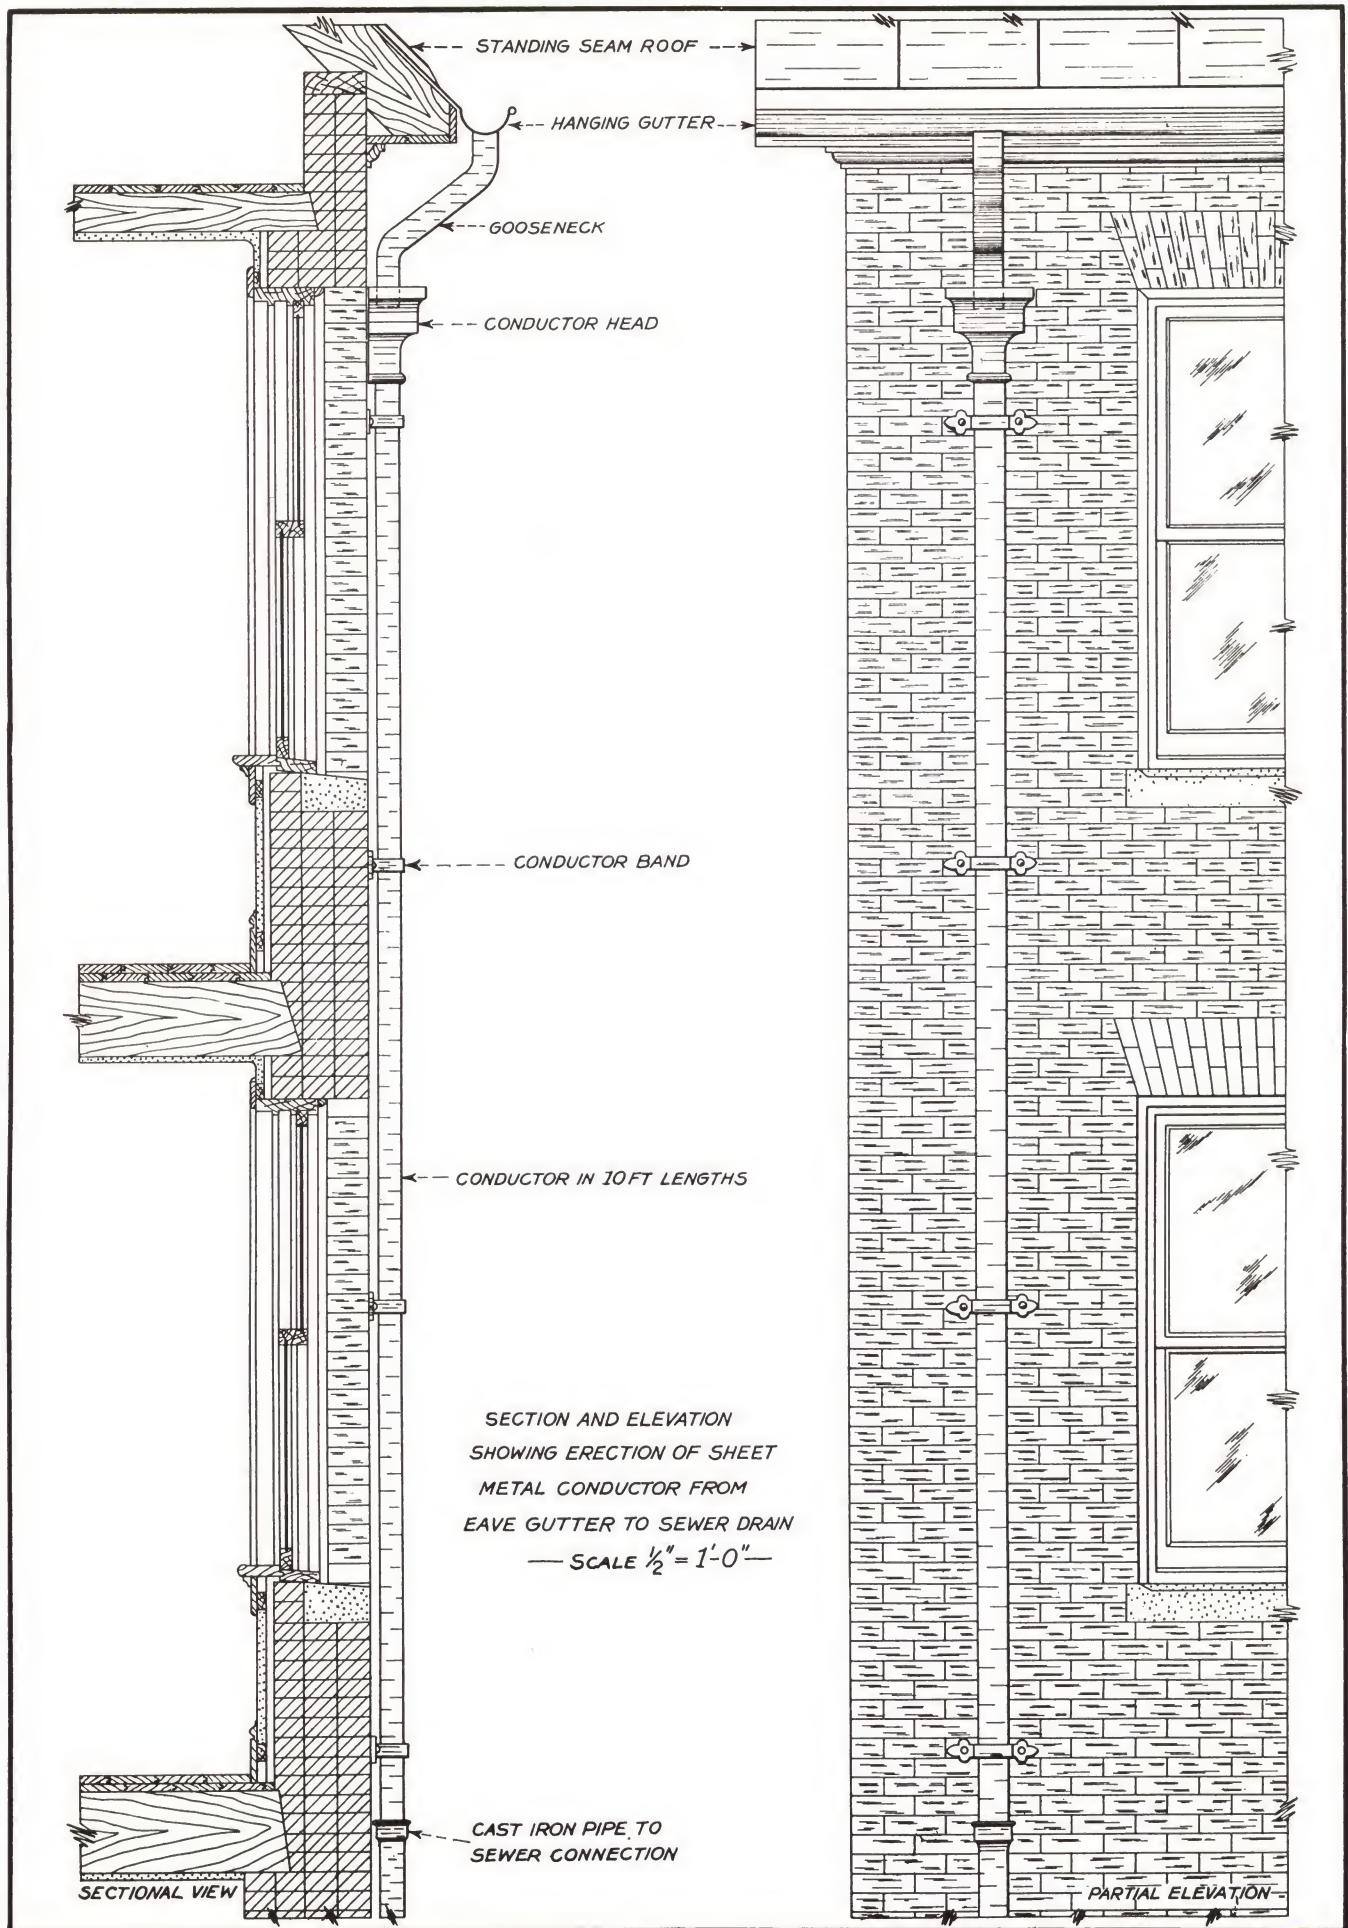 STANDING SEAM ROOF
HANGING GUTTER
GOOSENECK
CONDUCTOR HEAD
CONDUCTOR BAND
CONDUCTOR IN 10 FT LENGTHS
SECTION AND ELEVATION
SHOWING ERECTION OF SHEET
METAL CONDUCTOR FROM
EAVE GUTTER TO SEWER DRAIN
— SCALE ½" = 1'-0" —
CAST IRON PIPE TO
SEWER CONNECTION
SECTIONAL VIEW
PARTIAL ELEVATION